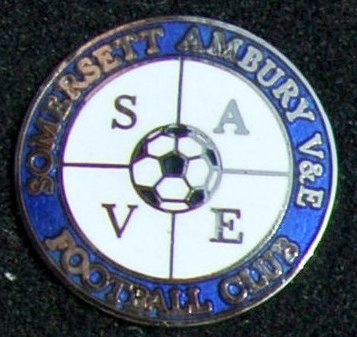 SOMERSETT AMBURY V&E
FOOTBALL CLUB
S A
V E